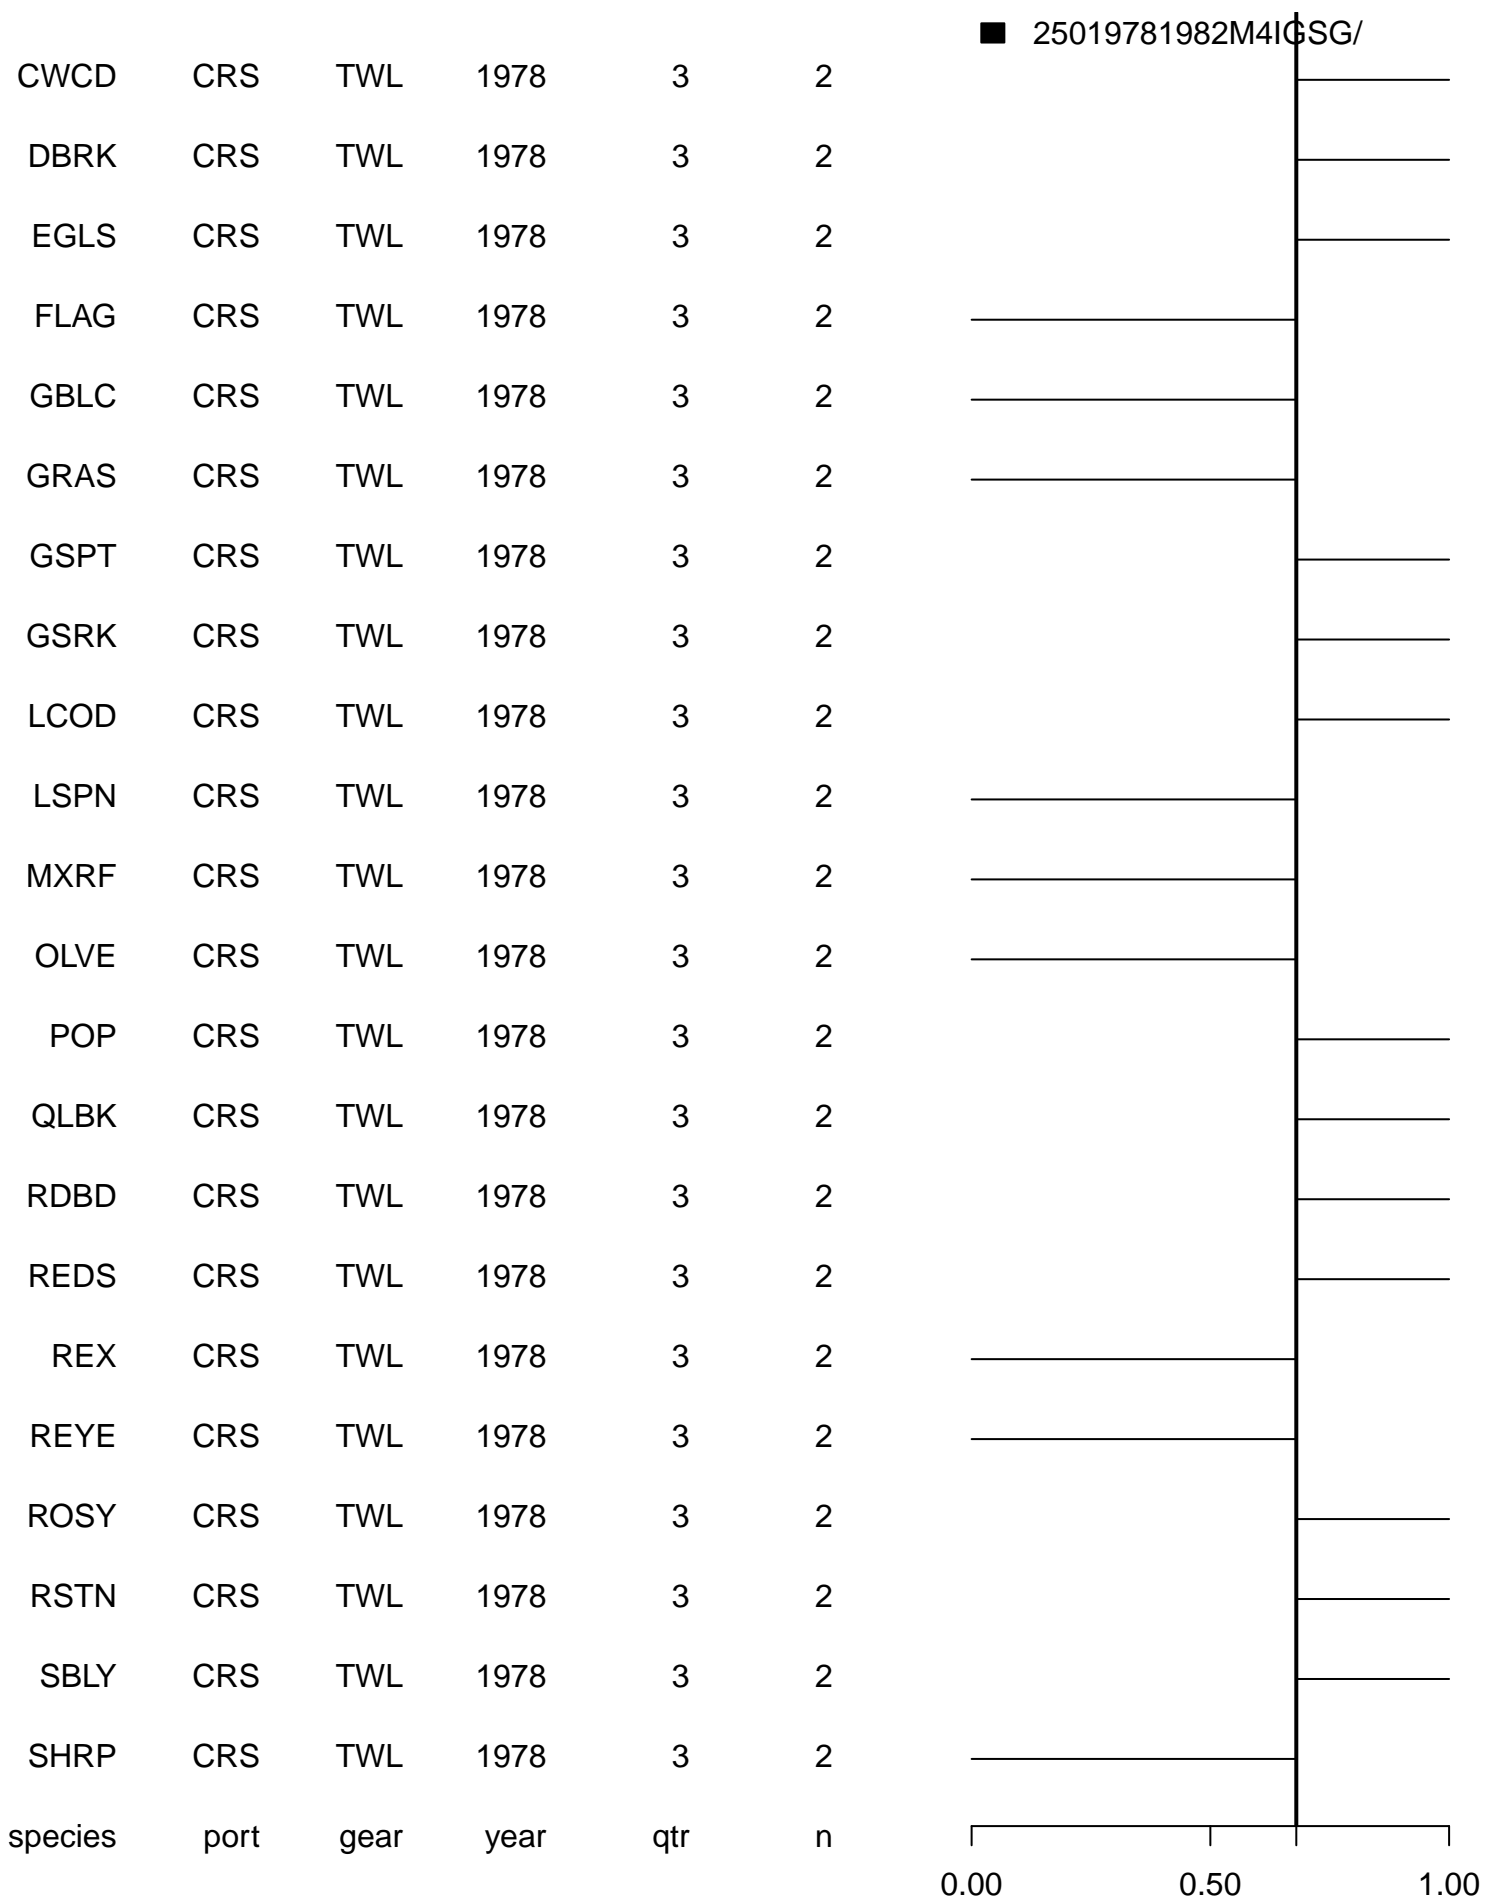 25019781982M4IGSG/
CWCD CRS TWL 1978 3 2
DBRK CRS TWL 1978 3 2
EGLS CRS TWL 1978 3 2
FLAG CRS TWL 1978 3 2
GBLC CRS TWL 1978 3 2
GRAS CRS TWL 1978 3 2
GSPT CRS TWL 1978 3 2
GSRK CRS TWL 1978 3 2
LCOD CRS TWL 1978 3 2
LSPN CRS TWL 1978 3 2
MXRF CRS TWL 1978 3 2
OLVE CRS TWL 1978 3 2
POP CRS TWL 1978 3 2
QLBK CRS TWL 1978 3 2
RDBD CRS TWL 1978 3 2
REDS CRS TWL 1978 3 2
REX CRS TWL 1978 3 2
REYE CRS TWL 1978 3 2
ROSY CRS TWL 1978 3 2
RSTN CRS TWL 1978 3 2
SBLY CRS TWL 1978 3 2
SHRP CRS TWL 1978 3 2
species port gear year qtr n
0.00 0.50 1.00